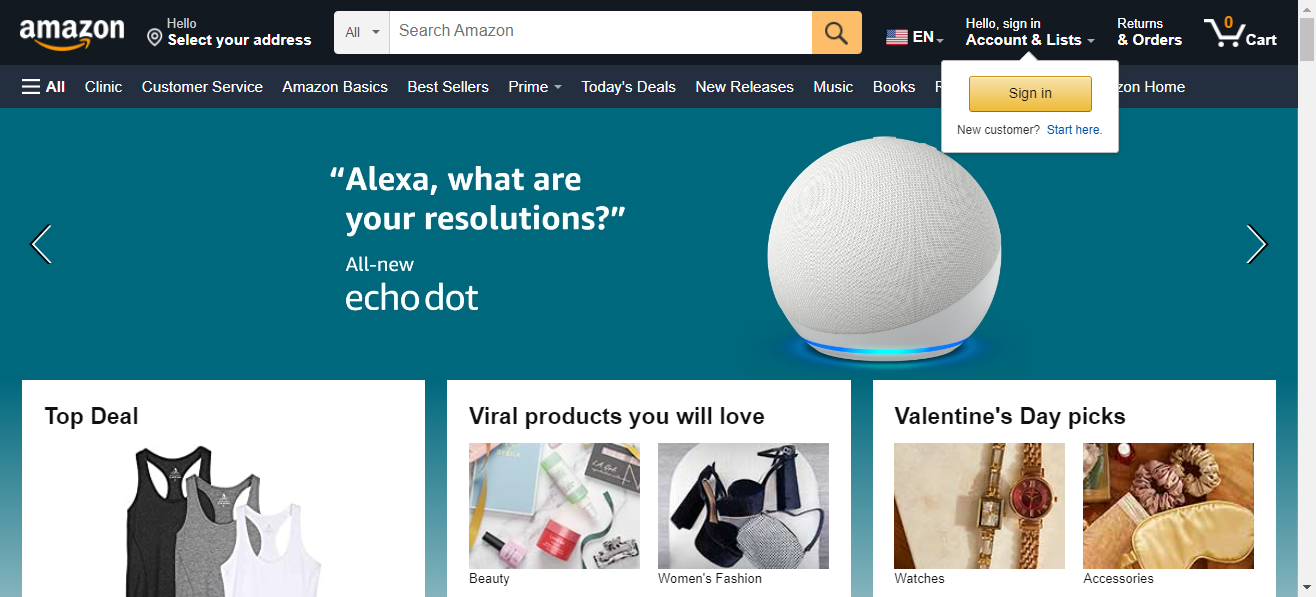 amazon
Hello
Select your address
All
Search Amazon
EN
Hello, sign in
Account & Lists
Returns
& Orders
0
Cart
All
Clinic
Customer Service
Amazon Basics
Best Sellers
Prime
Today's Deals
New Releases
Music
Books
Home
Sign in
New customer? Start here.
“Alexa, what are
your resolutions?”
All-new
echo dot
Top Deal
Viral products you will love
Valentine's Day picks
Beauty
Women's Fashion
Watches
Accessories